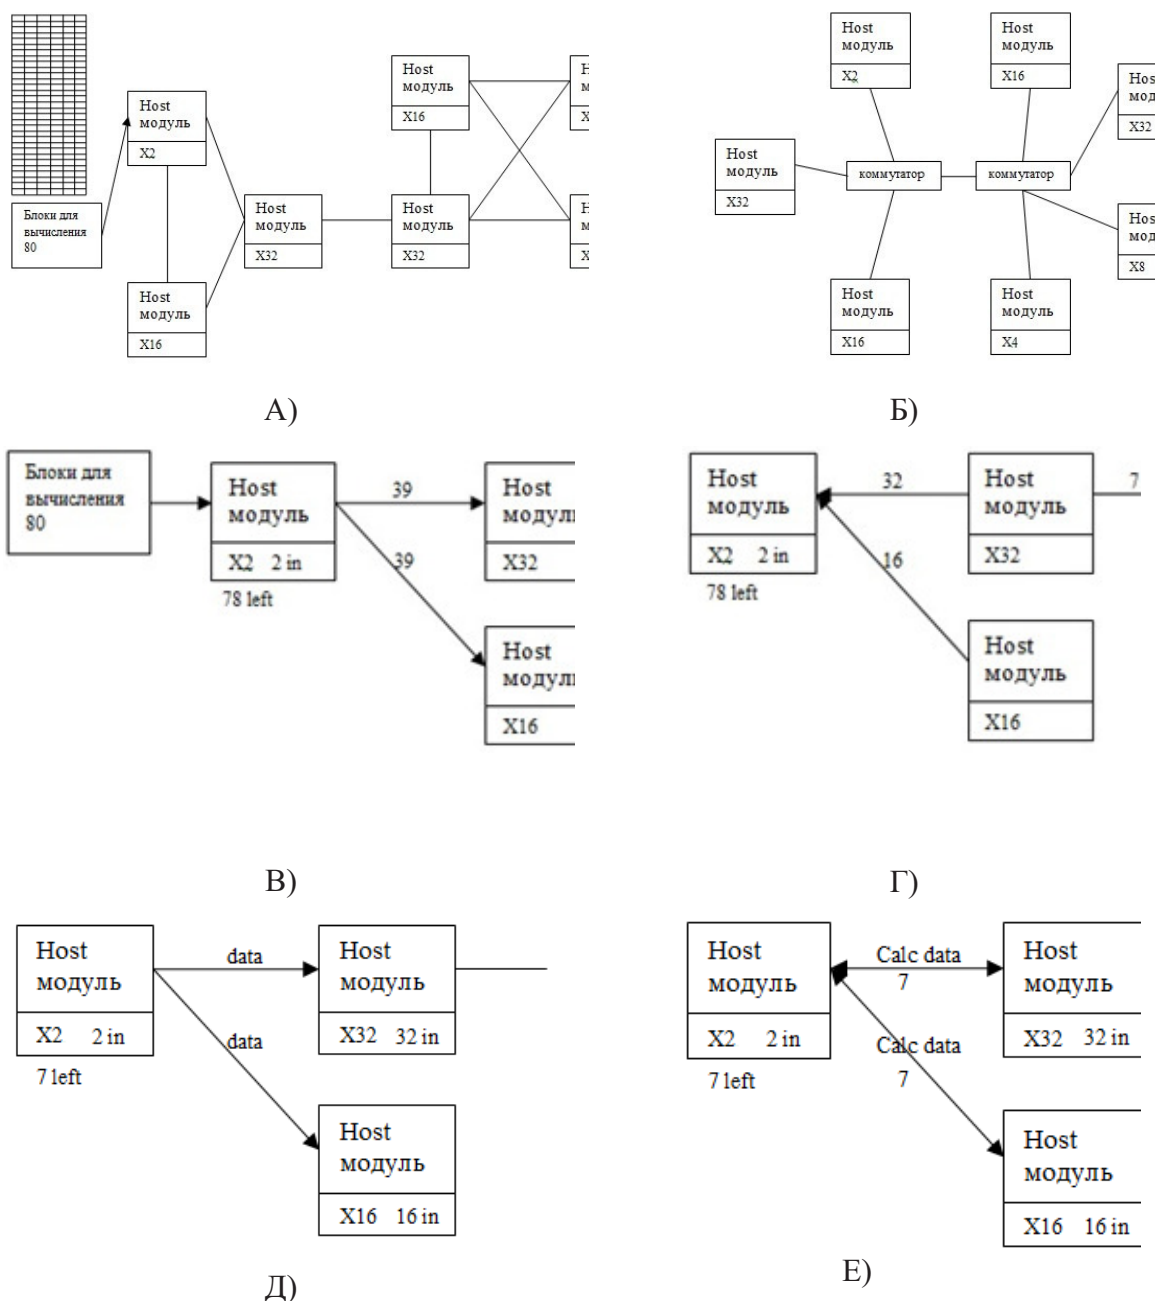 Блоки для
вычисления
80
Host
модуль
X2
Host
модуль
X16
Host
модуль
X32
Host
модуль
X16
Host
модуль
X32
А)
Host
модуль
X2
Host
модуль
X16
Host
модуль
X32
коммутатор
коммутатор
X32
X8
Host
модуль
X16
Host
модуль
X4
Б)
Блоки для
вычисления
80
Host
модуль
X2 2 in
78 left
39
39
Host
X32
Host
X16
В)
Host
модуль
X2 2 in
78 left
32
16
7
Host
модуль
X32
Host
модуль
X16
Г)
Host
модуль
X2 2 in
7 left
data
data
Host
модуль
X32 32 in
Host
модуль
X16 16 in
Д)
Host
модуль
X2 2 in
7 left
Calc data
7
Calc data
7
Host
модуль
X32 32 in
Host
модуль
X16 16 in
Е)